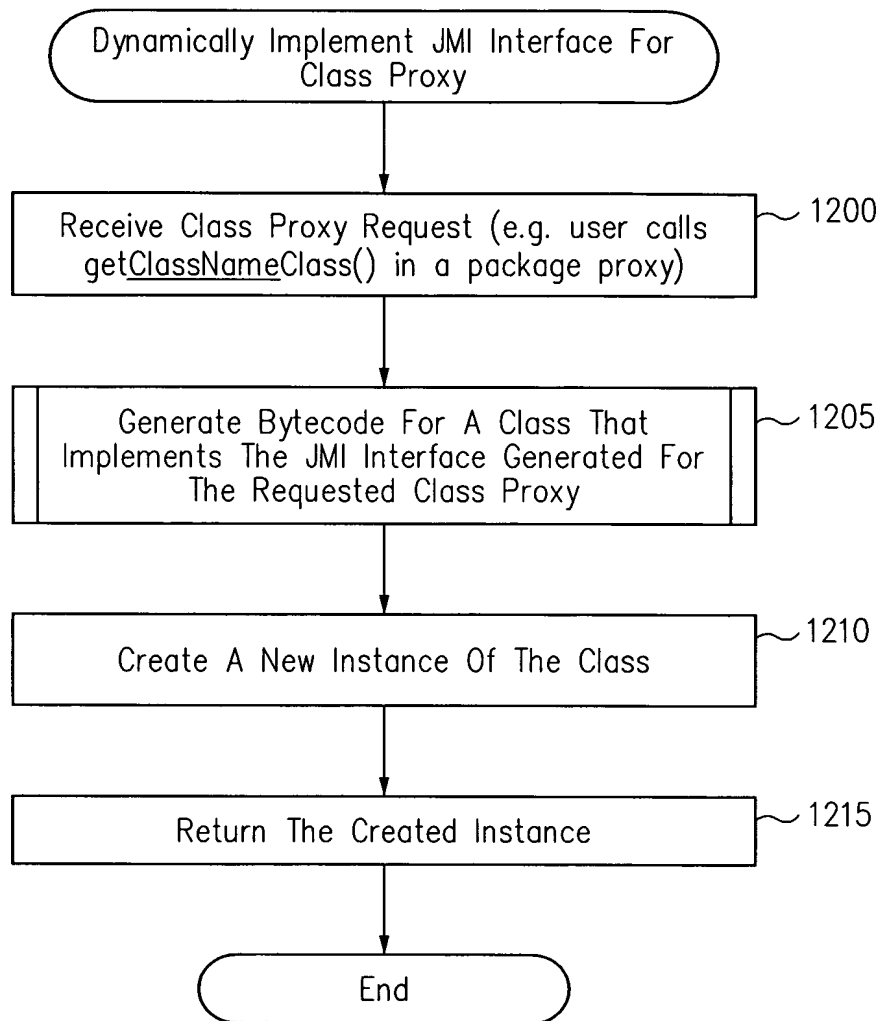 Dynamically Implement JMI Interface For
Class Proxy
Receive Class Proxy Request (e.g. user calls
getClassNameClass() in a package proxy)
1200
Generate Bytecode For A Class That
Implements The JMI Interface Generated For
The Requested Class Proxy
1205
Create A New Instance Of The Class
1210
Return The Created Instance
1215
End